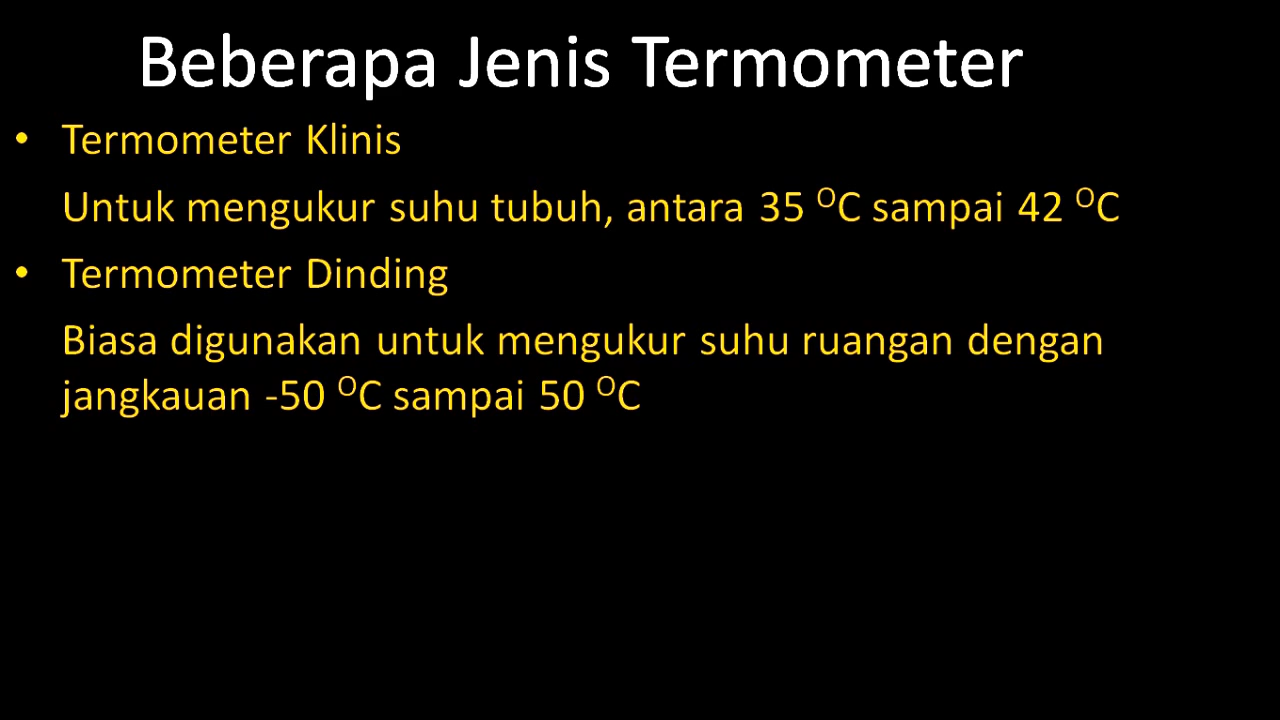 Beberapa Jenis Termometer
• Termometer Klinis
Untuk mengukur suhu tubuh, antara 35 ᴼC sampai 42 ᴼC
• Termometer Dinding
Biasa digunakan untuk mengukur suhu ruangan dengan
jangkauan -50 ᴼC sampai 50 ᴼC